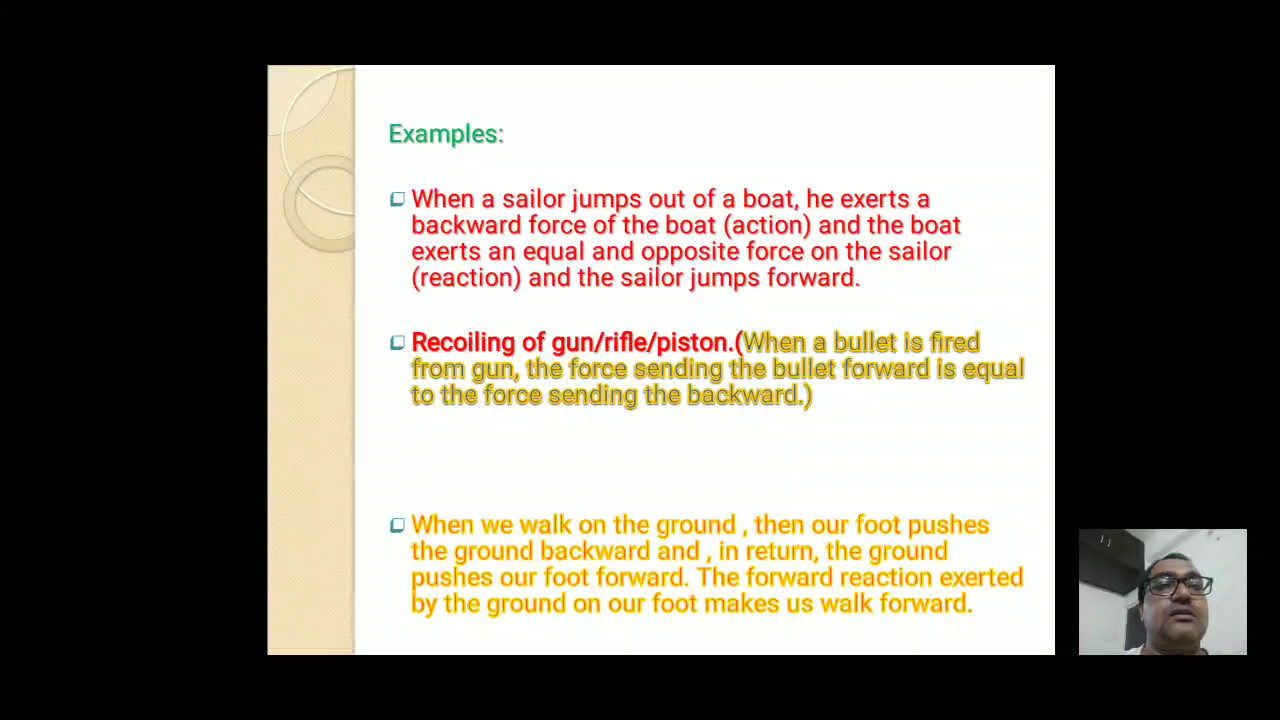 Examples:
When a sailor jumps out of a boat, he exerts a
backward force of the boat (action) and the boat
exerts an equal and opposite force on the sailor
(reaction) and the sailor jumps forward.
Recoiling of gun/rifle/piston.(When a bullet is fired
from gun, the force sending the bullet forward is equal
to the force sending the backward.)
When we walk on the ground , then our foot pushes
the ground backward and , in return, the ground
pushes our foot forward. The forward reaction exerted
by the ground on our foot makes us walk forward.